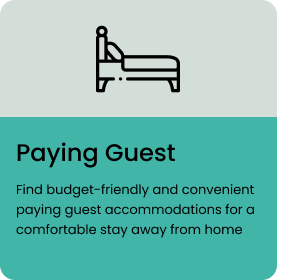 Paying Guest
Find budget-friendly and convenient
paying guest accommodations for a
comfortable stay away from home